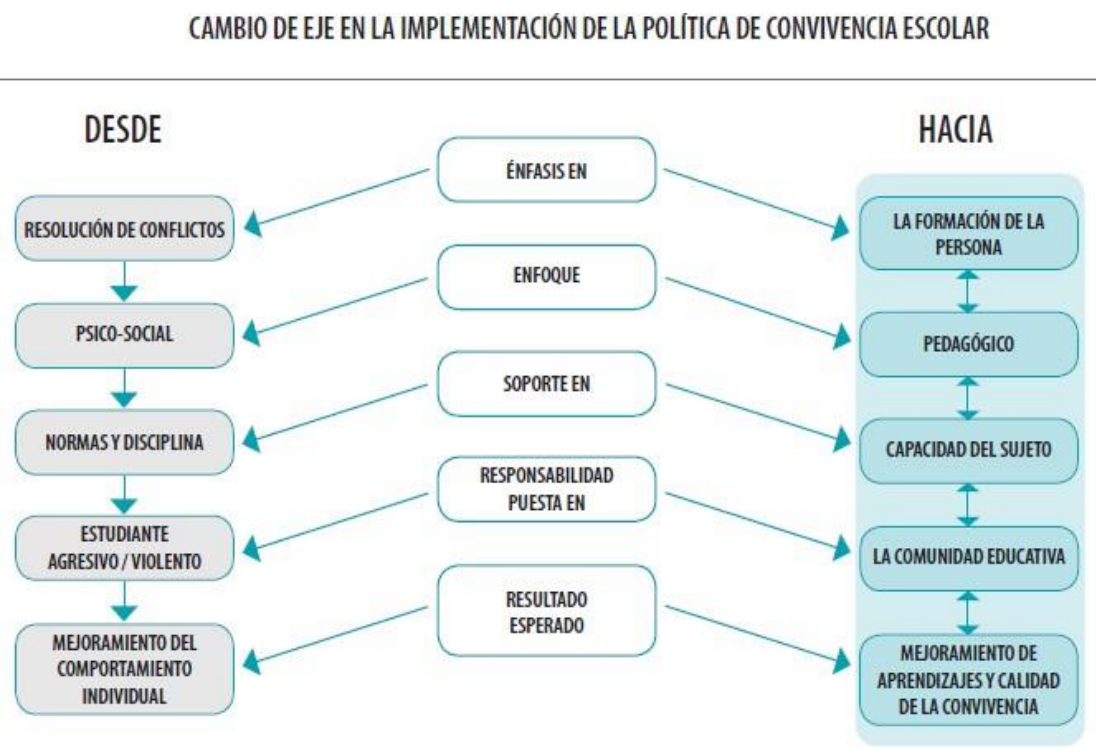 CAMBIO DE EJE EN LA IMPLEMENTACIÓN DE LA POLÍTICA DE CONVIVENCIA ESCOLAR
DESDE
HACIA
ÉNFASIS EN
RESOLUCIÓN DE CONFLICTOS
LA FORMACIÓN DE LA
PERSONA
ENFOQUE
PSICO-SOCIAL
PEDAGÓGICO
SOPORTE EN
NORMAS Y DISCIPLINA
CAPACIDAD DEL SUJETO
RESPONSABILIDAD
PUESTA EN
ESTUDIANTE
AGRESIVO / VIOLENTO
LA COMUNIDAD EDUCATIVA
RESULTADO
ESPERADO
MEJORAMIENTO DEL
COMPORTAMIENTO
INDIVIDUAL
MEJORAMIENTO DE
APRENDIZAJES Y CALIDAD
DE LA CONVIVENCIA